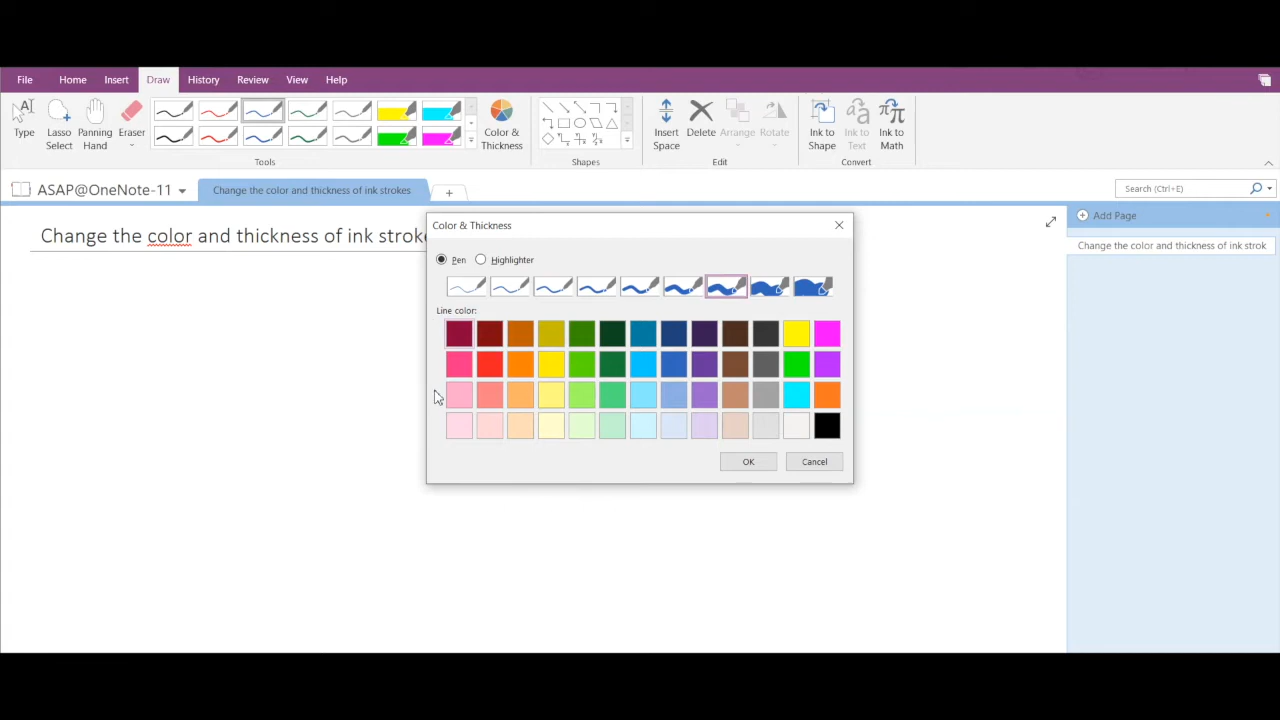 File Home Insert Draw History Review View Help
Type
Lasso Select
Panning Hand
Eraser
Color & Thickness
Insert Space
Delete
Arrange
Rotate
Ink to Shape
Ink to Text
Ink to Math
Tools
Shapes
Edit
Convert
ASAP@OneNote-11
Change the color and thickness of ink strokes
Search (Ctrl+E)
Change the color and thickness of ink stroke
Add Page
Change the color and thickness of ink strok
Color & Thickness
Pen
Highlighter
Line color:
OK
Cancel